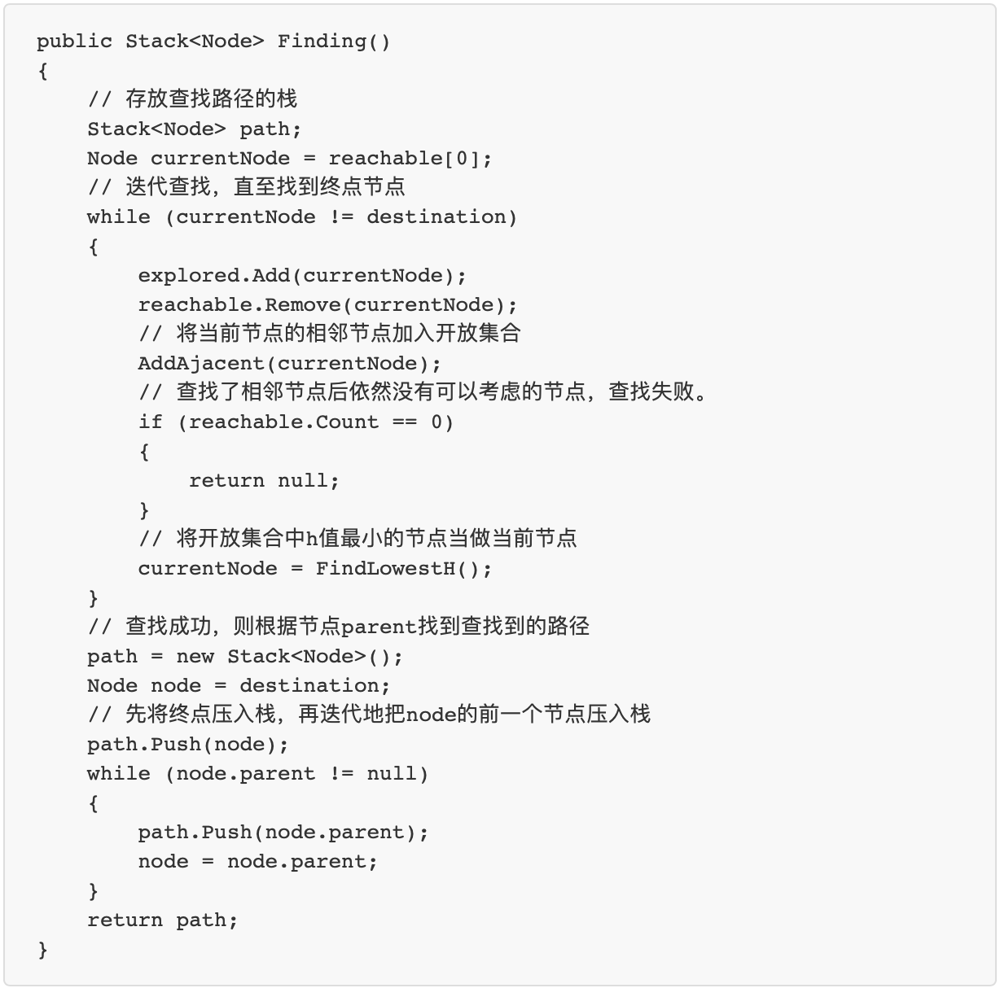 public Stack<Node> Finding()
{
    // 存放查找路径的栈
    Stack<Node> path;
    Node currentNode = reachable[0];
    // 迭代查找，直至找到终点节点
    while (currentNode != destination)
    {
        explored.Add(currentNode);
        reachable.Remove(currentNode);
        // 将当前节点的相邻节点加入开放集合
        AddAjacent(currentNode);
        // 查找了相邻节点后依然没有可以考虑的节点，查找失败。
        if (reachable.Count == 0)
        {
            return null;
        }
        // 将开放集合中h值最小的节点当做当前节点
        currentNode = FindLowestH();
    }
    // 查找成功，则根据节点parent找到查找到的路径
    path = new Stack<Node>();
    Node node = destination;
    // 先将终点压入栈，再迭代地把node的前一个节点压入栈
    path.Push(node);
    while (node.parent != null)
    {
        path.Push(node.parent);
        node = node.parent;
    }
    return path;
}